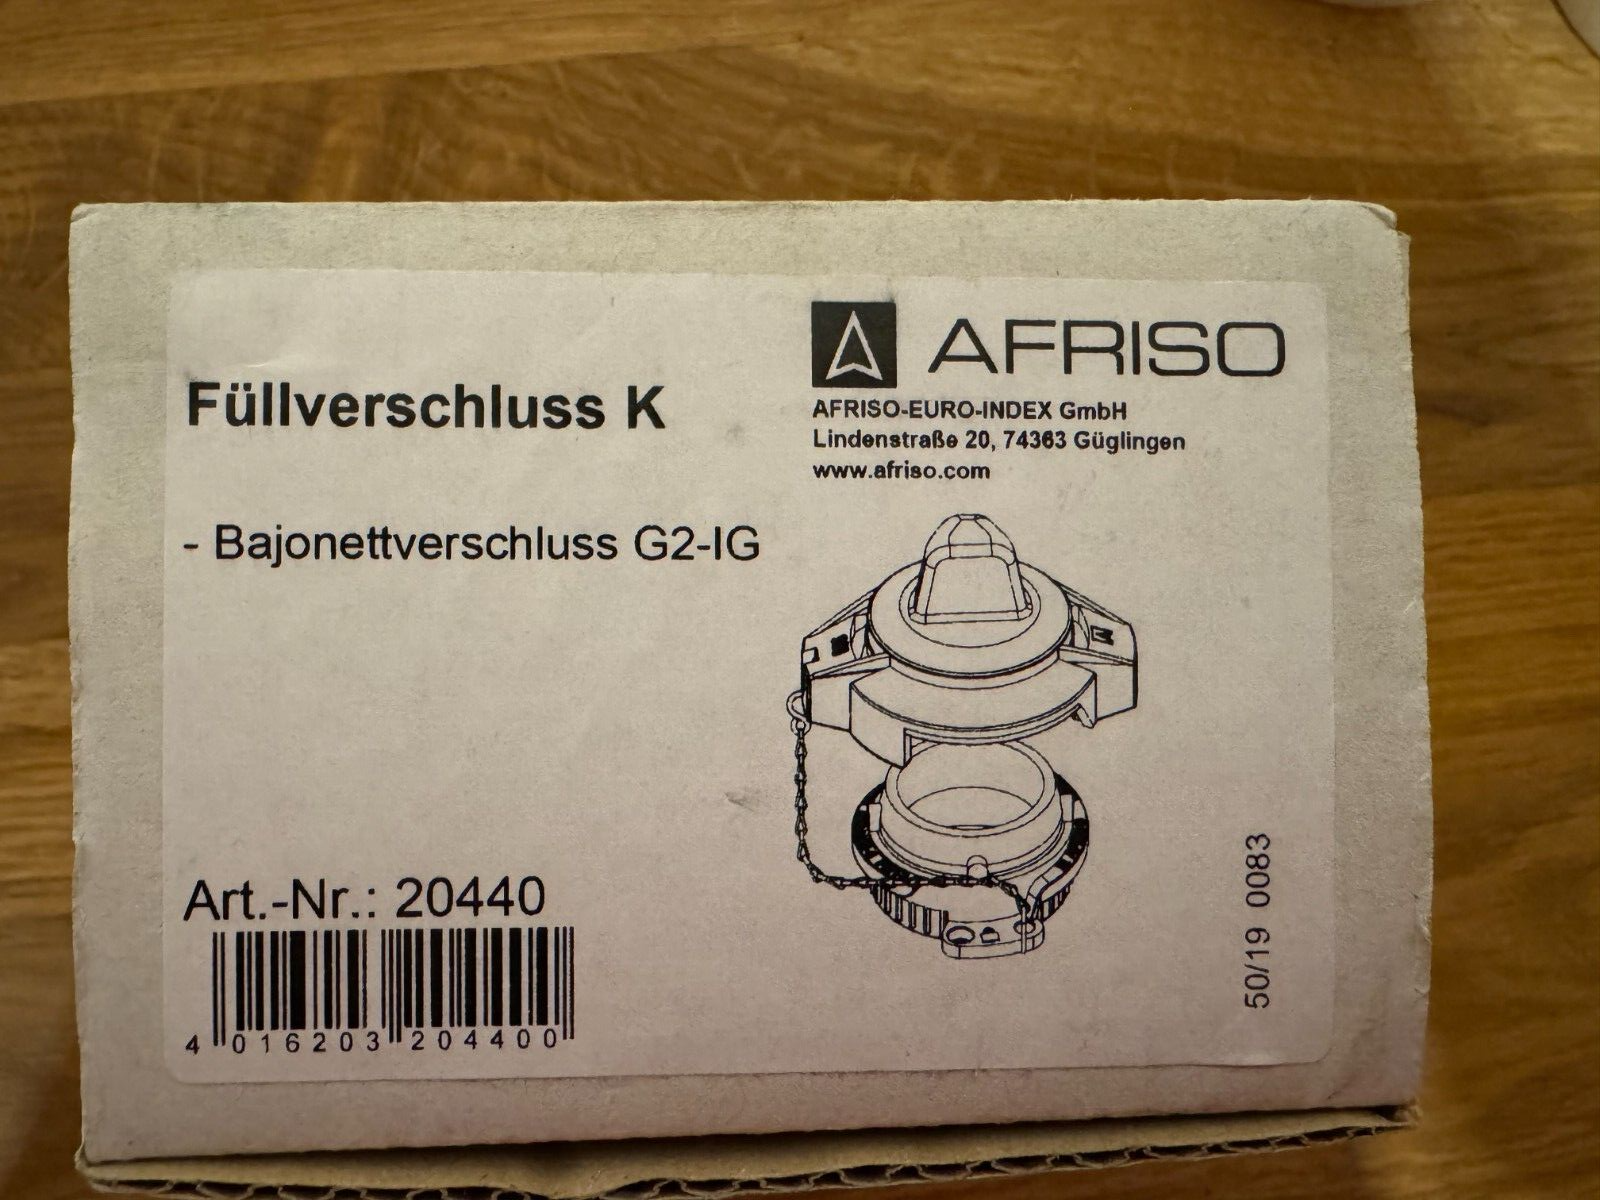 AFRISO
AFRISO-EURO-INDEX GmbH
Lindenstraße 20, 74363 Güglingen
www.afriso.com
Füllverschluss K
- Bajonettverschluss G2-IG
Art.-Nr.: 20440
4 016203 204400
50/19 0083